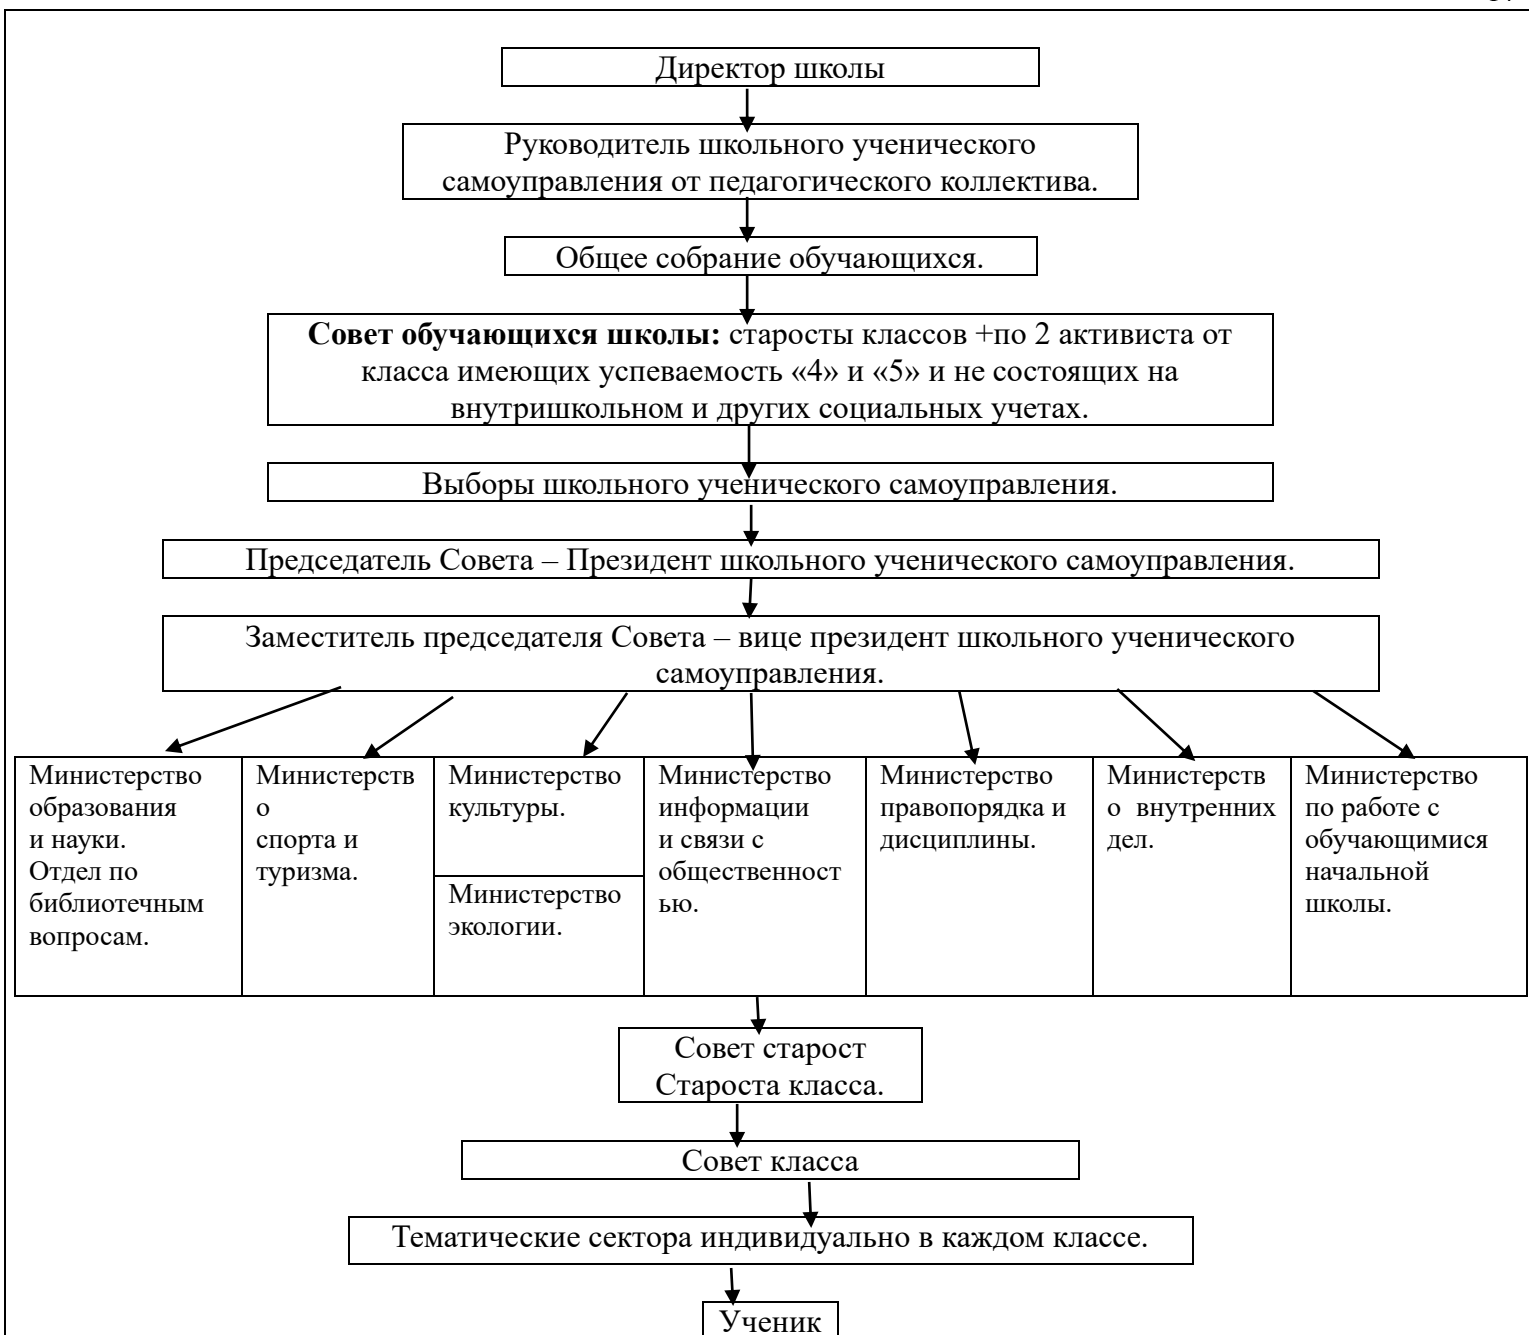 Директор школы
Руководитель школьного ученического
самоуправления от педагогического коллектива.
Общее собрание обучающихся.
Совет обучающихся школы: старосты классов +по 2 активиста от
класса имеющих успеваемость «4» и «5» и не состоящих на
внутришкольном и других социальных учетах.
Выборы школьного ученического самоуправления.
Председатель Совета – Президент школьного ученического самоуправления.
Заместитель председателя Совета – вице президент школьного ученического
самоуправления.
Министерство
образования
и науки.
Отдел по
библиотечным
вопросам.
Министерств
о
спорта и
туризма.
Министерство
культуры.
Министерство
экологии.
Министерство
информации
и связи с
общественност
ью.
Министерство
правопорядка и
дисциплины.
Министерств
о внутренних
дел.
Министерство
по работе с
обучающимися
начальной
школы.
Совет старост
Староста класса.
Совет класса
Тематические сектора индивидуально в каждом классе.
Ученик